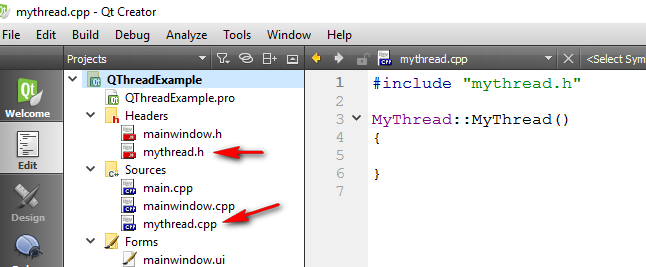 mythread.cpp - Qt Creator
File Edit Build Debug Analyze Tools Window Help
Projects
mythread.cpp
<Select Sym
QThreadExample
QThreadExample.pro
Headers
mainwindow.h
mythread.h
Sources
main.cpp
mainwindow.cpp
mythread.cpp
Forms
mainwindow.ui
Qt
Welcome
Edit
Design
1 #include "mythread.h"
2
3 MyThread::MyThread()
4 {
5
6 }
7